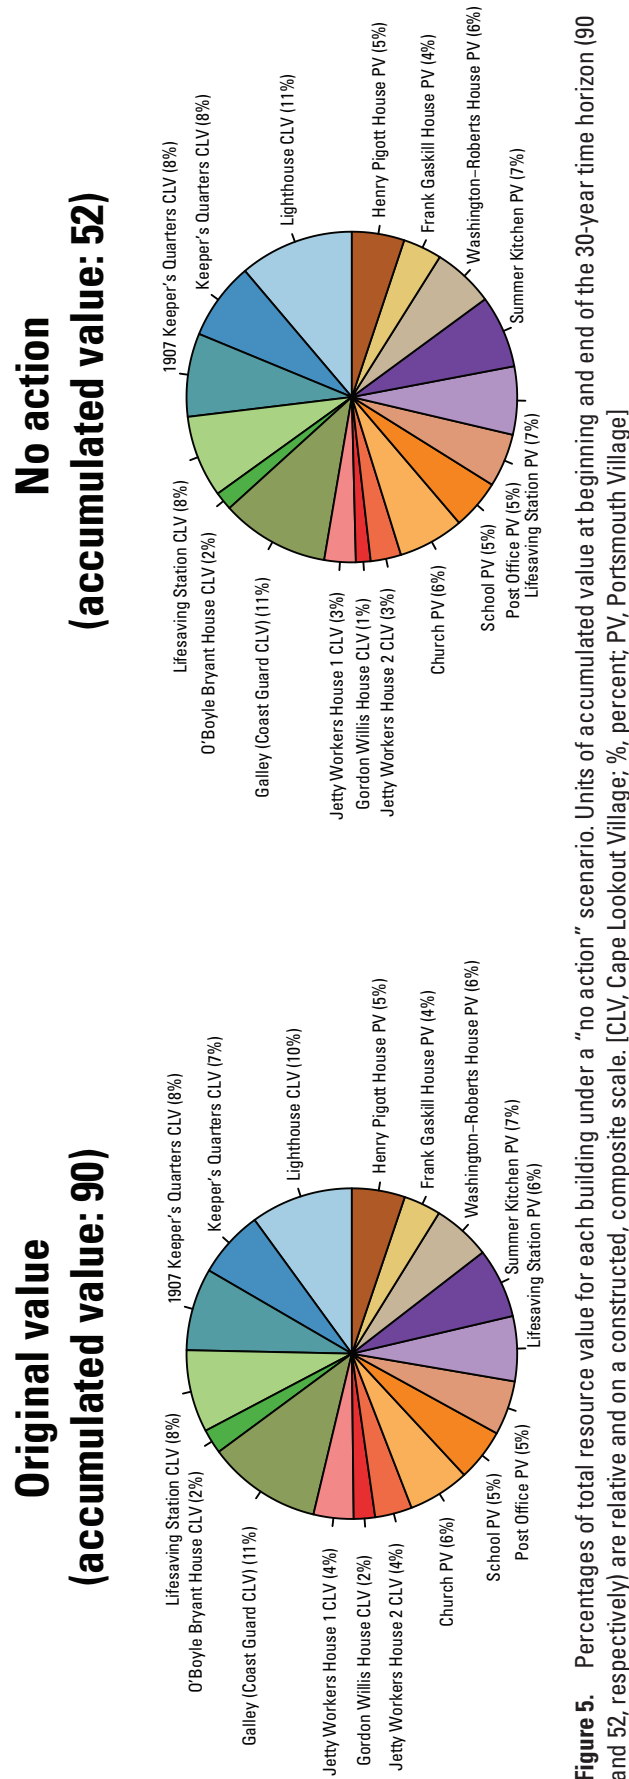 Original value
(accumulated value: 90)
1907 Keeper's Quarters CLV (8%)
Keeper's Quarters CLV (7%)
Lighthouse CLV (10%)
Henry Pigott House PV (5%)
Frank Gaskill House PV (4%)
Washington–Roberts House PV (6%)
Summer Kitchen PV (7%)
Lifesaving Station PV (6%)
Post Office PV (5%)
School PV (5%)
Church PV (6%)
Jetty Workers House 2 CLV (4%)
Gordon Willis House CLV (2%)
Jetty Workers House 1 CLV (4%)
Galley (Coast Guard CLV) (11%)
O'Boyle Bryant House CLV (2%)
Lifesaving Station CLV (8%)
No action
(accumulated value: 52)
1907 Keeper's Quarters CLV (8%)
Keeper's Quarters CLV (8%)
Lighthouse CLV (11%)
Henry Pigott House PV (5%)
Frank Gaskill House PV (4%)
Washington–Roberts House PV (6%)
Summer Kitchen PV (7%)
Lifesaving Station PV (7%)
Post Office PV (5%)
School PV (5%)
Church PV (6%)
Jetty Workers House 2 CLV (3%)
Gordon Willis House CLV (1%)
Jetty Workers House 1 CLV (3%)
Galley (Coast Guard CLV) (11%)
O'Boyle Bryant House CLV (2%)
Lifesaving Station CLV (8%)
Figure 5. Percentages of total resource value for each building under a “no action” scenario. Units of accumulated value at beginning and end of the 30-year time horizon (90
and 52, respectively) are relative and on a constructed, composite scale. [CLV, Cape Lookout Village; %, percent; PV, Portsmouth Village]